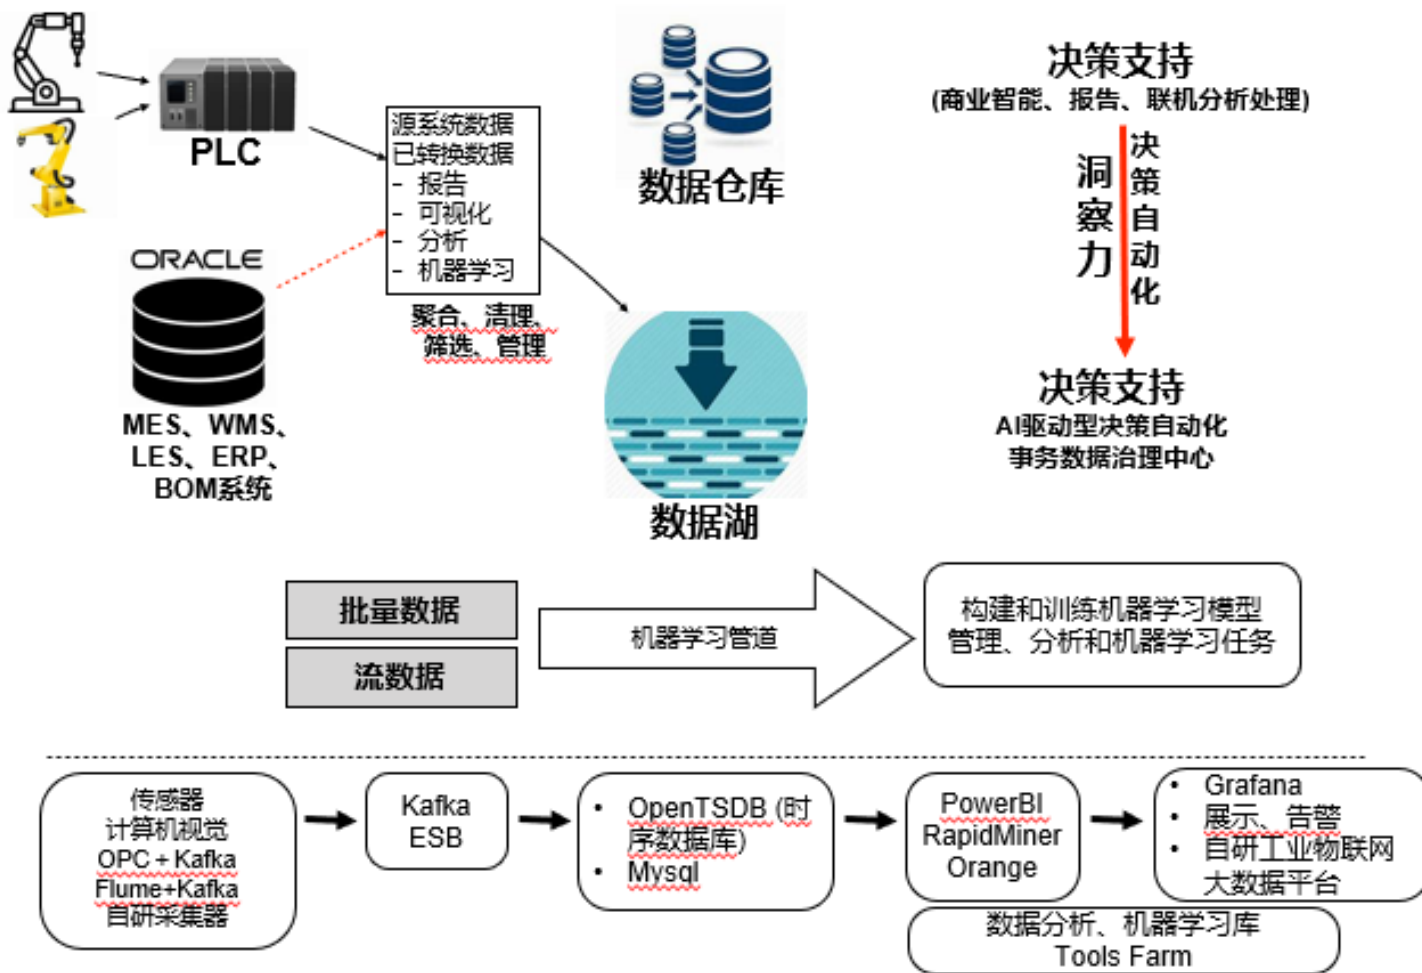 PLC
源系统数据
已转换数据
- 报告
- 可视化
- 分析
- 机器学习
聚合、清理、
筛选、管理
ORACLE
MES、WMS、
LES、ERP、
BOM系统
数据仓库
数据湖
决策支持
(商业智能、报告、联机分析处理)
洞察力
决策自动化
决策支持
AI驱动型决策自动化
事务数据治理中心
批量数据
流数据
机器学习管道
构建和训练机器学习模型
管理、分析和机器学习任务
传感器
计算机视觉
OPC + Kafka
Flume+Kafka
自研采集器
Kafka
ESB
• OpenTSDB (时
序数据库)
• Mysql
PowerBI
RapidMiner
Orange
• Grafana
• 展示、告警
• 自研工业物联网
大数据平台
数据分析、机器学习库
Tools Farm